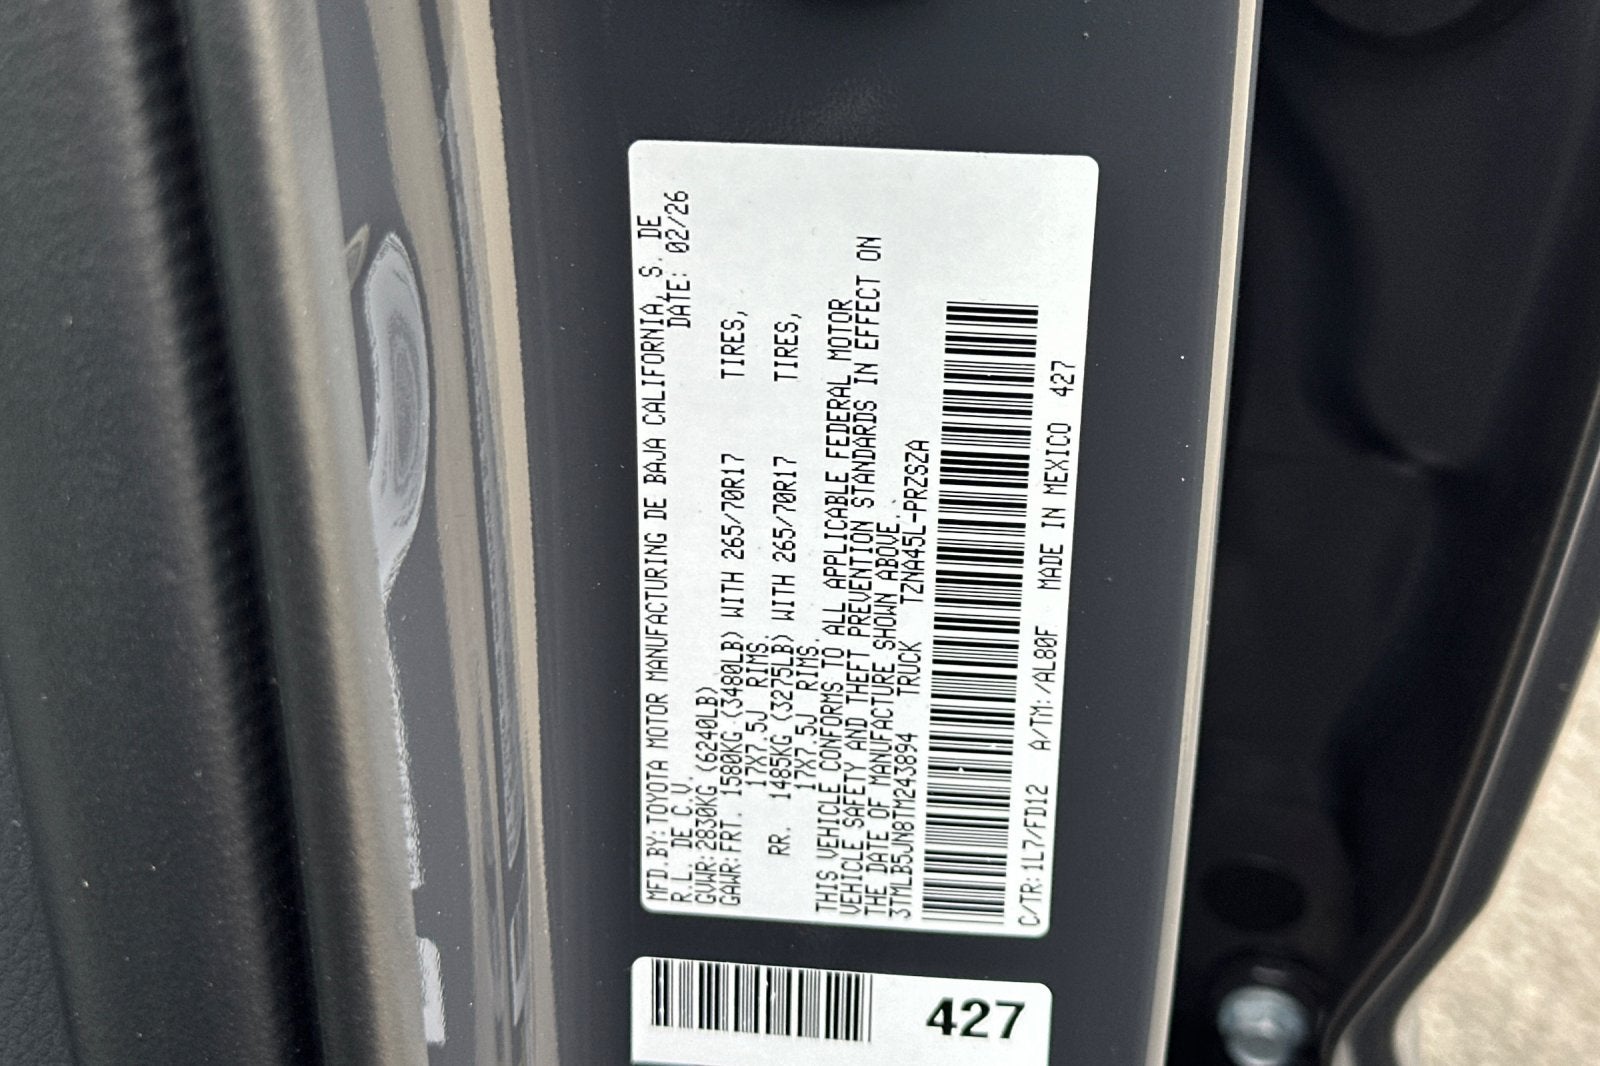 MFD.BY:TOYOTA MOTOR MANUFACTURING DE BAJA CALIFORNIA, S. DE
R.L. DE C.V. DATE: 02/26
GVWR:2830KG (6240LB)
GAWR:FRT. 1580KG (3480LB) WITH 265/70R17 TIRES,
17X7.5J RIMS.
RR. 1485KG (3275LB) WITH 265/70R17 TIRES,
17X7.5J RIMS.
THIS VEHICLE CONFORMS TO ALL APPLICABLE FEDERAL MOTOR
VEHICLE SAFETY AND THEFT PREVENTION STANDARDS IN EFFECT ON
THE DATE OF MANUFACTURE SHOWN ABOVE.
3TMLB5JN8TM243894 TRUCK TZNA45L-PRZSZA
C/TR:1L7/FD12 A/TM:/AL80F MADE IN MEXICO 427
427